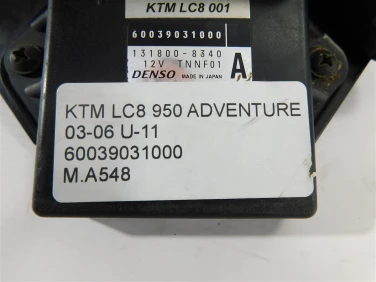 KTM LC8 001
60039031000
131800-8340
12V TNNF01
DENSO MADE IN JAPAN A
KTM LC8 950 ADVENTURE
03-06 U-11
60039031000
M.A548